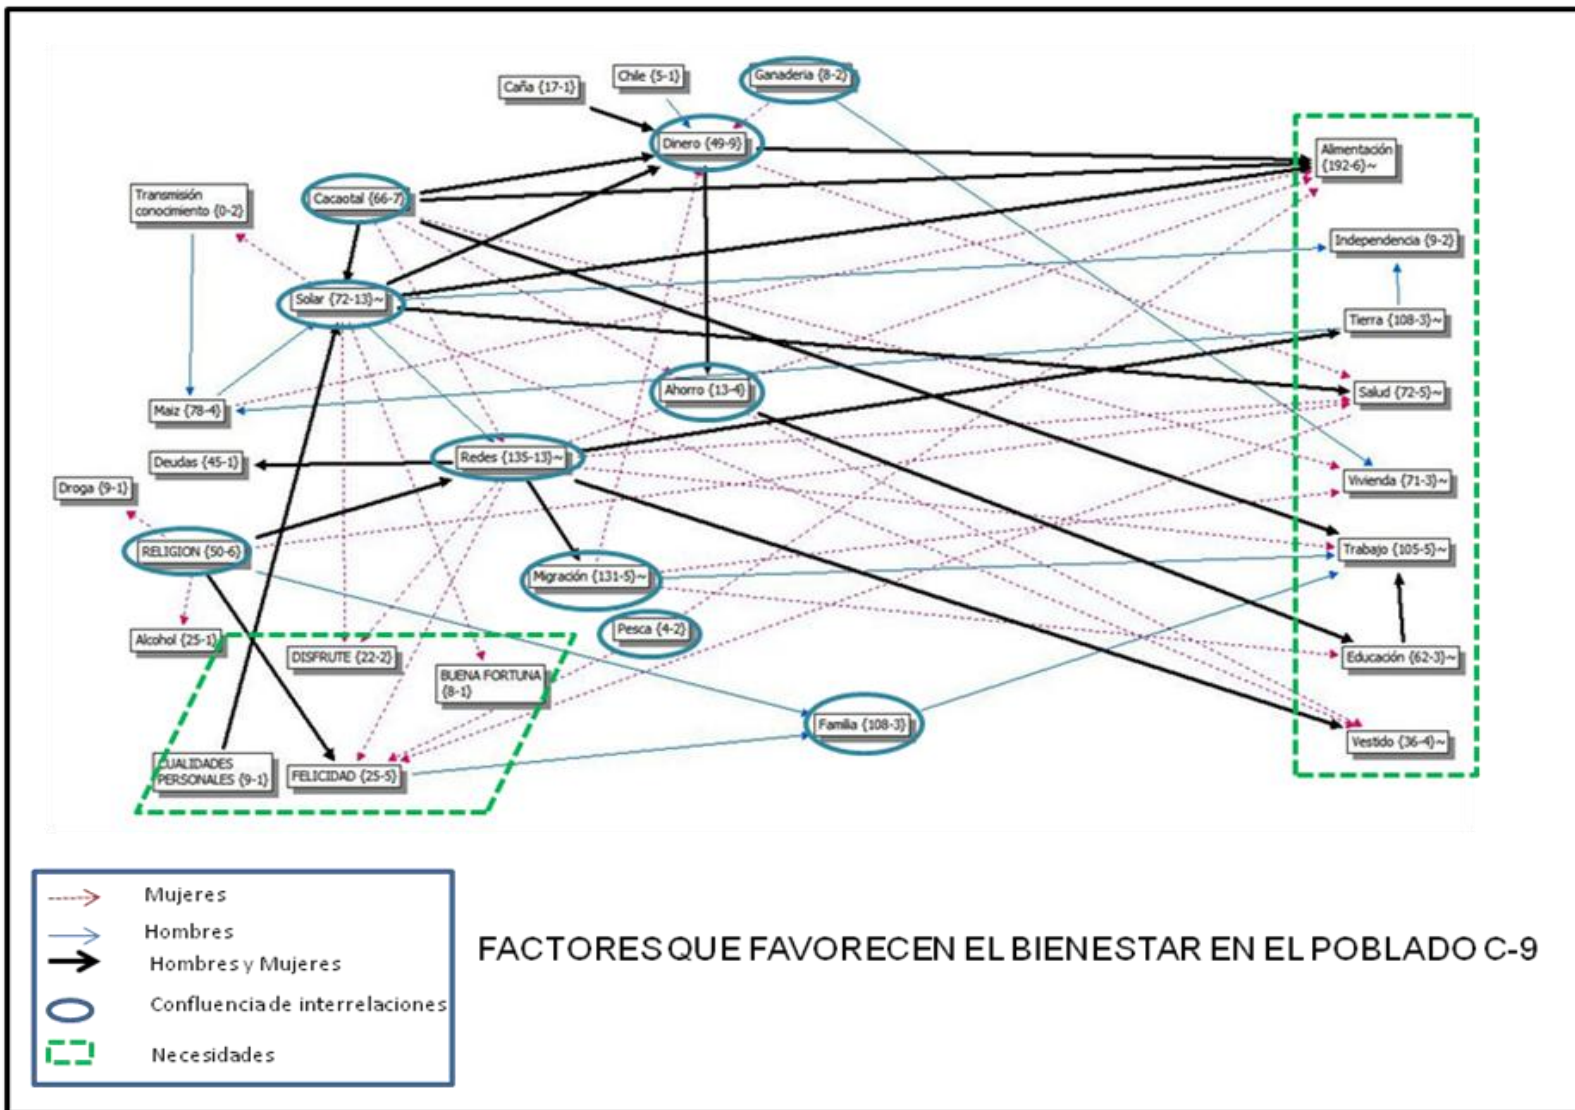 Caña {17-1}
Chile {5-1}
Ganaderia {8-2}
Dinero {49-9}
Alimentación
{192-6}~
Transmisión
conocimiento {0-2}
Cacaotal {66-7}
Independencia {9-2}
Solar {72-13}~
Tierra {108-3}~
Maiz {78-4}
Ahorro {13-4}
Salud {72-5}~
Deudas {45-1}
Redes {135-13}~
Vivienda {71-3}~
Droga {9-1}
RELIGION {50-6}
Migración {131-5}~
Trabajo {105-5}~
Alcohol {25-1}
Pesca {4-2}
DISFRUTE {22-2}
Educación {62-3}~
BUENA FORTUNA
{8-1}
Familia {108-3}
Vestido {36-4}~
CUALIDADES
PERSONALES {9-1}
FELICIDAD {25-5}
Mujeres
Hombres
Hombres y Mujeres
Confluencia de interrelaciones
Necesidades
FACTORES QUE FAVORECEN EL BIENESTAR EN EL POBLADO C-9